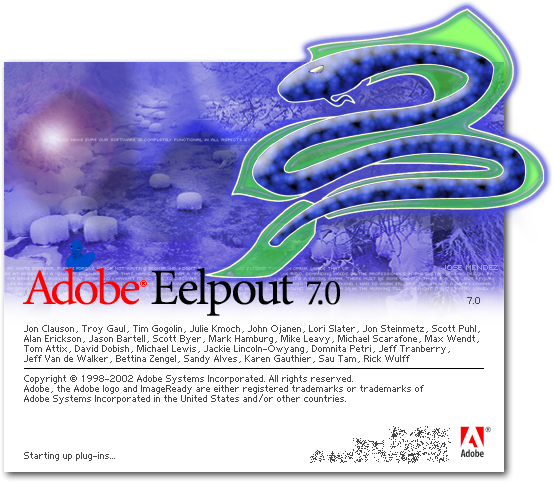 JOSE MENDEZ
Adobe® Eelpout 7.0
7.0
Jon Clauson, Troy Gaul, Tim Gogolin, Julie Kmoch, John Ojanen, Lori Slater, Jon Steinmetz, Scott Puhl,
Alan Erickson, Jason Bartell, Scott Byer, Mark Hamburg, Mike Leavy, Michael Scarafone, Max Wendt,
Tom Attix, David Dobish, Michael Lewis, Jackie Lincoln-Owyang, Domnita Petri, Jeff Tranberry,
Jeff Van de Walker, Bettina Zengel, Sandy Alves, Karen Gauthier, Sau Tam, Rick Wulff
Copyright © 1998-2002 Adobe Systems Incorporated. All rights reserved.
Adobe, the Adobe logo and ImageReady are either registered trademarks or trademarks of
Adobe Systems Incorporated in the United States and/or other countries.
Starting up plug-ins...
Adobe®